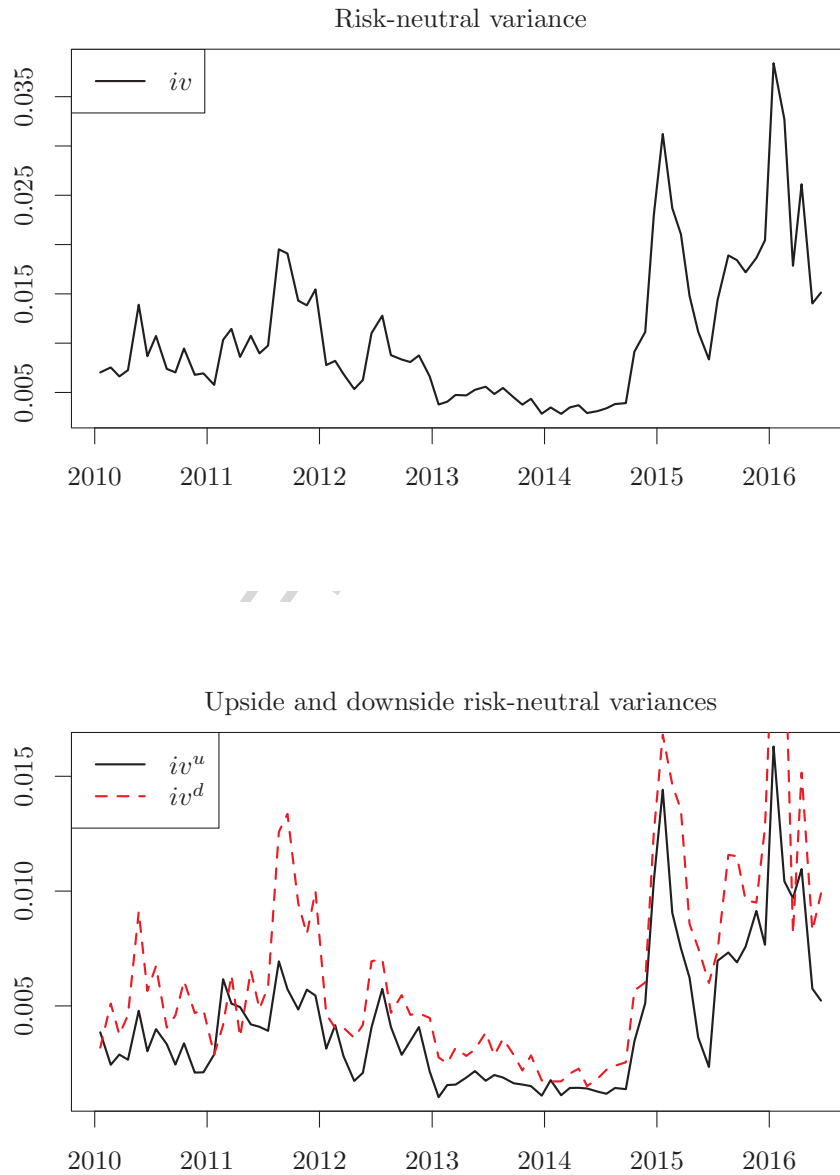 Risk-neutral variance
iv
0.035
0.025
0.015
0.005
2010 2011 2012 2013 2014 2015 2016
Upside and downside risk-neutral variances
iv^u
iv^d
0.015
0.010
0.005
2010 2011 2012 2013 2014 2015 2016